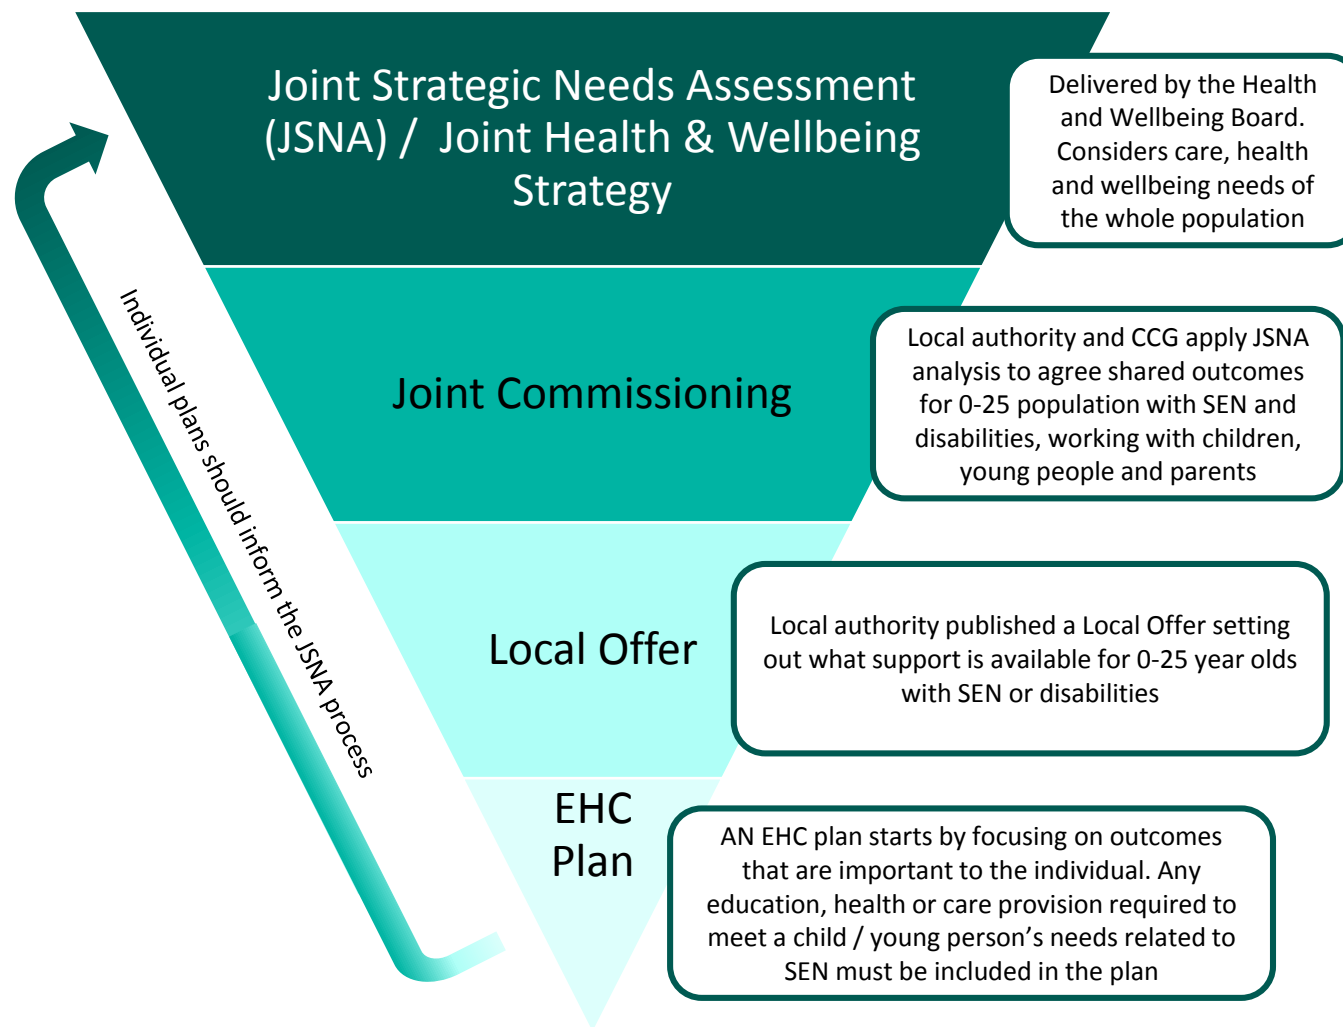 Joint Strategic Needs Assessment
(JSNA) / Joint Health & Wellbeing
Strategy
Delivered by the Health
and Wellbeing Board.
Considers care, health
and wellbeing needs of
the whole population
Individual plans should inform the JSNA process
Joint Commissioning
Local authority and CCG apply JSNA
analysis to agree shared outcomes
for 0-25 population with SEN and
disabilities, working with children,
young people and parents
Local Offer
Local authority published a Local Offer setting
out what support is available for 0-25 year olds
with SEN or disabilities
EHC
Plan
AN EHC plan starts by focusing on outcomes
that are important to the individual. Any
education, health or care provision required to
meet a child / young person’s needs related to
SEN must be included in the plan